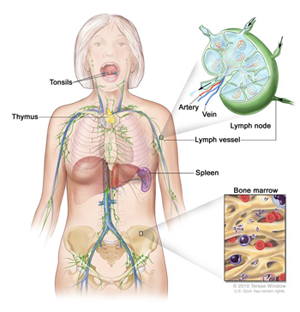 Tonsils
Thymus
Artery
Vein
Lymph node
Lymph vessel
Spleen
Bone marrow
© 2010 Terese Winslow
U.S. Govt. has certain rights.